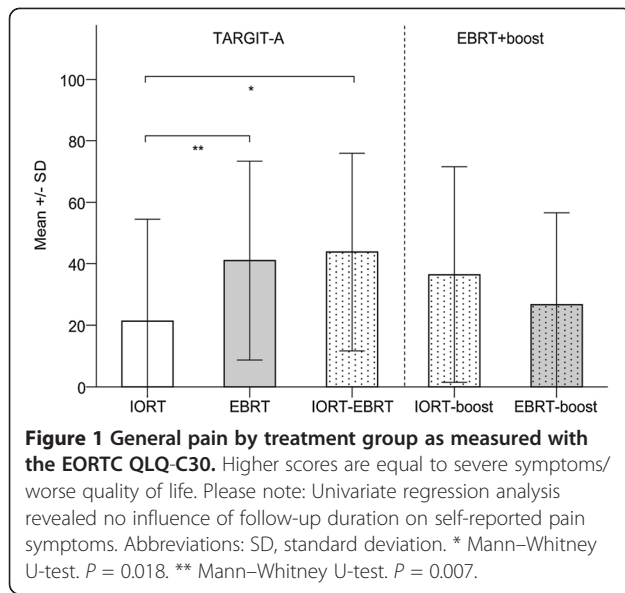 TARGIT-A EBRT+boost
100
*
80
**
60
40
20
0
Mean +/- SD
IORT EBRT IORT-EBRT IORT-boost EBRT-boost
Figure 1 General pain by treatment group as measured with
the EORTC QLQ-C30. Higher scores are equal to severe symptoms/
worse quality of life. Please note: Univariate regression analysis
revealed no influence of follow-up duration on self-reported pain
symptoms. Abbreviations: SD, standard deviation. * Mann–Whitney
U-test. P = 0.018. ** Mann–Whitney U-test. P = 0.007.